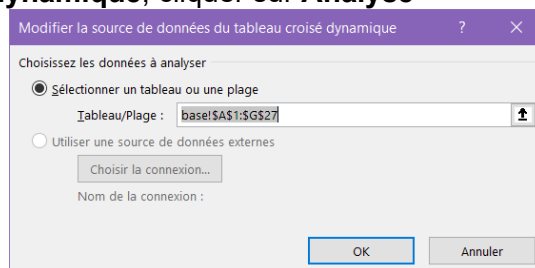 dynamique, cliquer sur Analyse
Modifier la source de données du tableau croisé dynamique ? ×
Choisissez les données à analyser
Sélectionner un tableau ou une plage
Tableau/Plage : base!$A$1:$G$27
Utiliser une source de données externes
Choisir la connexion...
Nom de la connexion :
OK Annuler